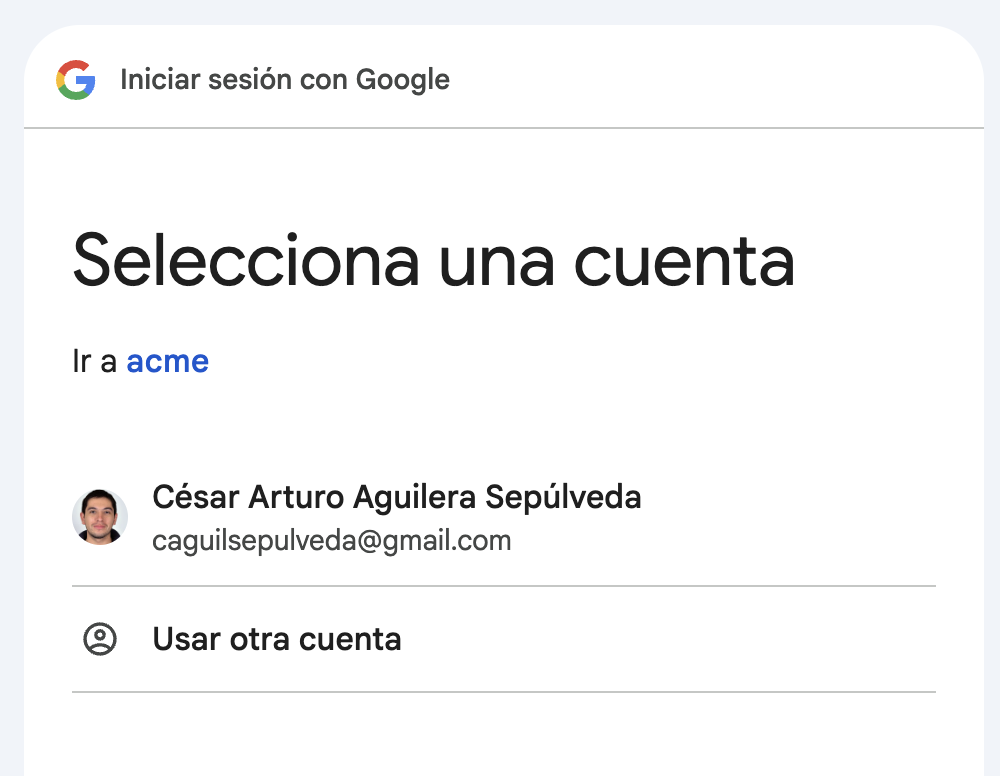 Iniciar sesión con Google
Selecciona una cuenta
Ir a acme
César Arturo Aguilera Sepúlveda
caguilsepulveda@gmail.com
Usar otra cuenta